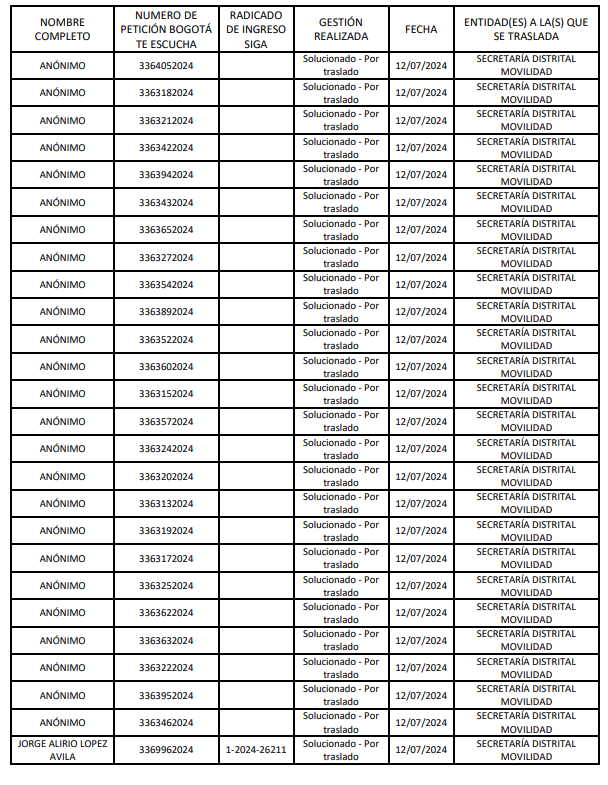 NOMBRE COMPLETO NUMERO DE PETICIÓN BOGOTÁ TE ESCUCHA RADICADO DE INGRESO SIGA GESTIÓN REALIZADA FECHA ENTIDAD(ES) A LA(S) QUE SE TRASLADA
ANÓNIMO 3364052024 Solucionado - Por traslado 12/07/2024 SECRETARÍA DISTRITAL MOVILIDAD
ANÓNIMO 3363182024 Solucionado - Por traslado 12/07/2024 SECRETARÍA DISTRITAL MOVILIDAD
ANÓNIMO 3363212024 Solucionado - Por traslado 12/07/2024 SECRETARÍA DISTRITAL MOVILIDAD
ANÓNIMO 3363422024 Solucionado - Por traslado 12/07/2024 SECRETARÍA DISTRITAL MOVILIDAD
ANÓNIMO 3363942024 Solucionado - Por traslado 12/07/2024 SECRETARÍA DISTRITAL MOVILIDAD
ANÓNIMO 3363432024 Solucionado - Por traslado 12/07/2024 SECRETARÍA DISTRITAL MOVILIDAD
ANÓNIMO 3363652024 Solucionado - Por traslado 12/07/2024 SECRETARÍA DISTRITAL MOVILIDAD
ANÓNIMO 3363272024 Solucionado - Por traslado 12/07/2024 SECRETARÍA DISTRITAL MOVILIDAD
ANÓNIMO 3363542024 Solucionado - Por traslado 12/07/2024 SECRETARÍA DISTRITAL MOVILIDAD
ANÓNIMO 3363892024 Solucionado - Por traslado 12/07/2024 SECRETARÍA DISTRITAL MOVILIDAD
ANÓNIMO 3363522024 Solucionado - Por traslado 12/07/2024 SECRETARÍA DISTRITAL MOVILIDAD
ANÓNIMO 3363602024 Solucionado - Por traslado 12/07/2024 SECRETARÍA DISTRITAL MOVILIDAD
ANÓNIMO 3363152024 Solucionado - Por traslado 12/07/2024 SECRETARÍA DISTRITAL MOVILIDAD
ANÓNIMO 3363572024 Solucionado - Por traslado 12/07/2024 SECRETARÍA DISTRITAL MOVILIDAD
ANÓNIMO 3363242024 Solucionado - Por traslado 12/07/2024 SECRETARÍA DISTRITAL MOVILIDAD
ANÓNIMO 3363202024 Solucionado - Por traslado 12/07/2024 SECRETARÍA DISTRITAL MOVILIDAD
ANÓNIMO 3363132024 Solucionado - Por traslado 12/07/2024 SECRETARÍA DISTRITAL MOVILIDAD
ANÓNIMO 3363192024 Solucionado - Por traslado 12/07/2024 SECRETARÍA DISTRITAL MOVILIDAD
ANÓNIMO 3363172024 Solucionado - Por traslado 12/07/2024 SECRETARÍA DISTRITAL MOVILIDAD
ANÓNIMO 3363252024 Solucionado - Por traslado 12/07/2024 SECRETARÍA DISTRITAL MOVILIDAD
ANÓNIMO 3363622024 Solucionado - Por traslado 12/07/2024 SECRETARÍA DISTRITAL MOVILIDAD
ANÓNIMO 3363632024 Solucionado - Por traslado 12/07/2024 SECRETARÍA DISTRITAL MOVILIDAD
ANÓNIMO 3363222024 Solucionado - Por traslado 12/07/2024 SECRETARÍA DISTRITAL MOVILIDAD
ANÓNIMO 3363952024 Solucionado - Por traslado 12/07/2024 SECRETARÍA DISTRITAL MOVILIDAD
ANÓNIMO 3363462024 Solucionado - Por traslado 12/07/2024 SECRETARÍA DISTRITAL MOVILIDAD
JORGE ALIRIO LOPEZ AVILA 3369962024 1-2024-26211 Solucionado - Por traslado 12/07/2024 SECRETARÍA DISTRITAL MOVILIDAD